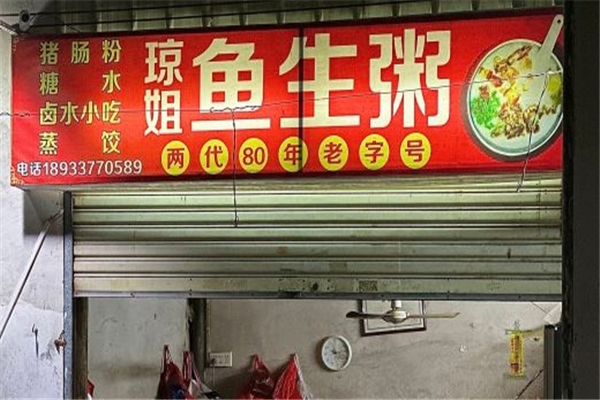 猪肠粉
糖水
卤水小吃
蒸饺
电话18933770589
琼姐
鱼生粥
两代80年老字号